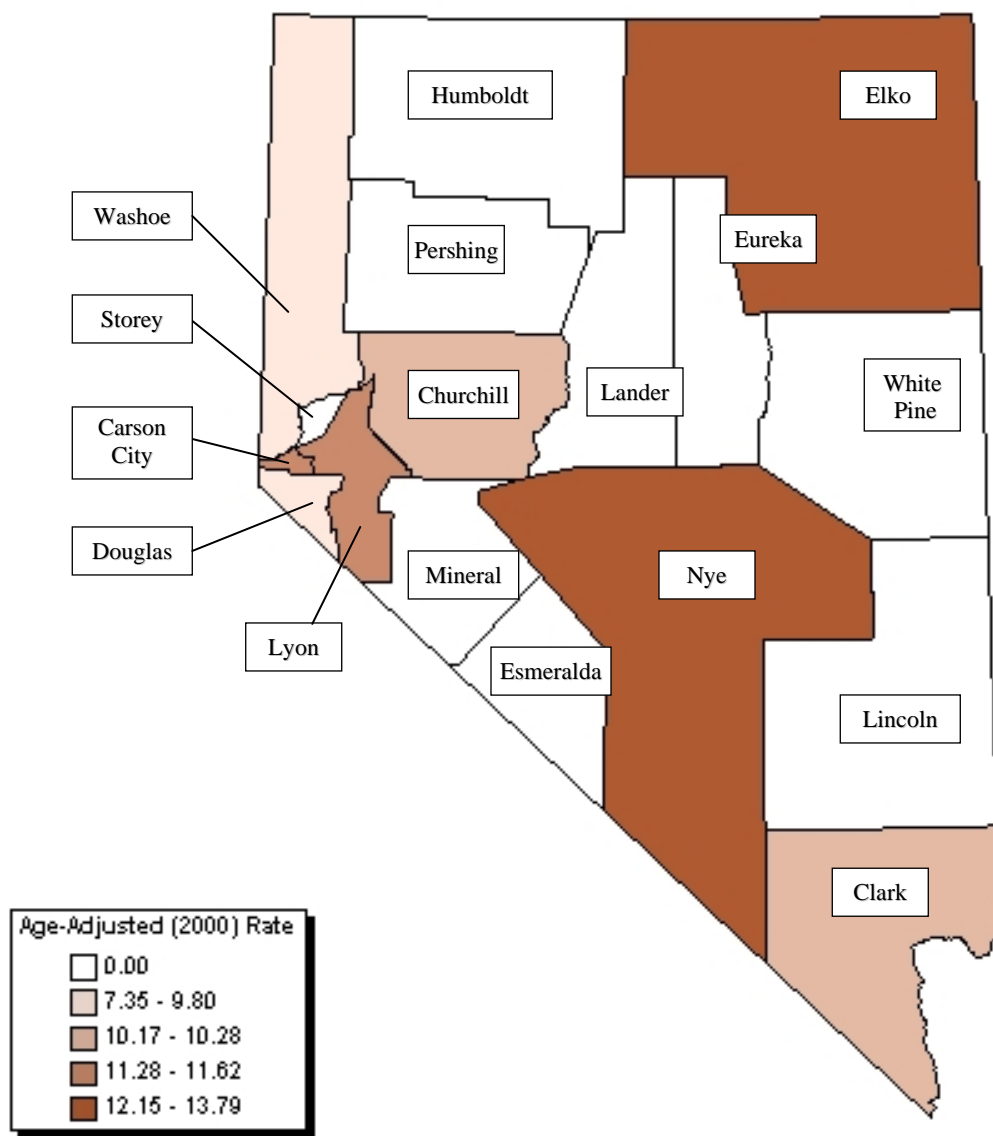 Humboldt
Elko
Washoe
Pershing
Eureka
Storey
Churchill
Lander
White
Pine
Carson
City
Douglas
Mineral
Nye
Lyon
Esmeralda
Lincoln
Clark
Age-Adjusted (2000) Rate
0.00
7.35 - 9.80
10.17 - 10.28
11.28 - 11.62
12.15 - 13.79